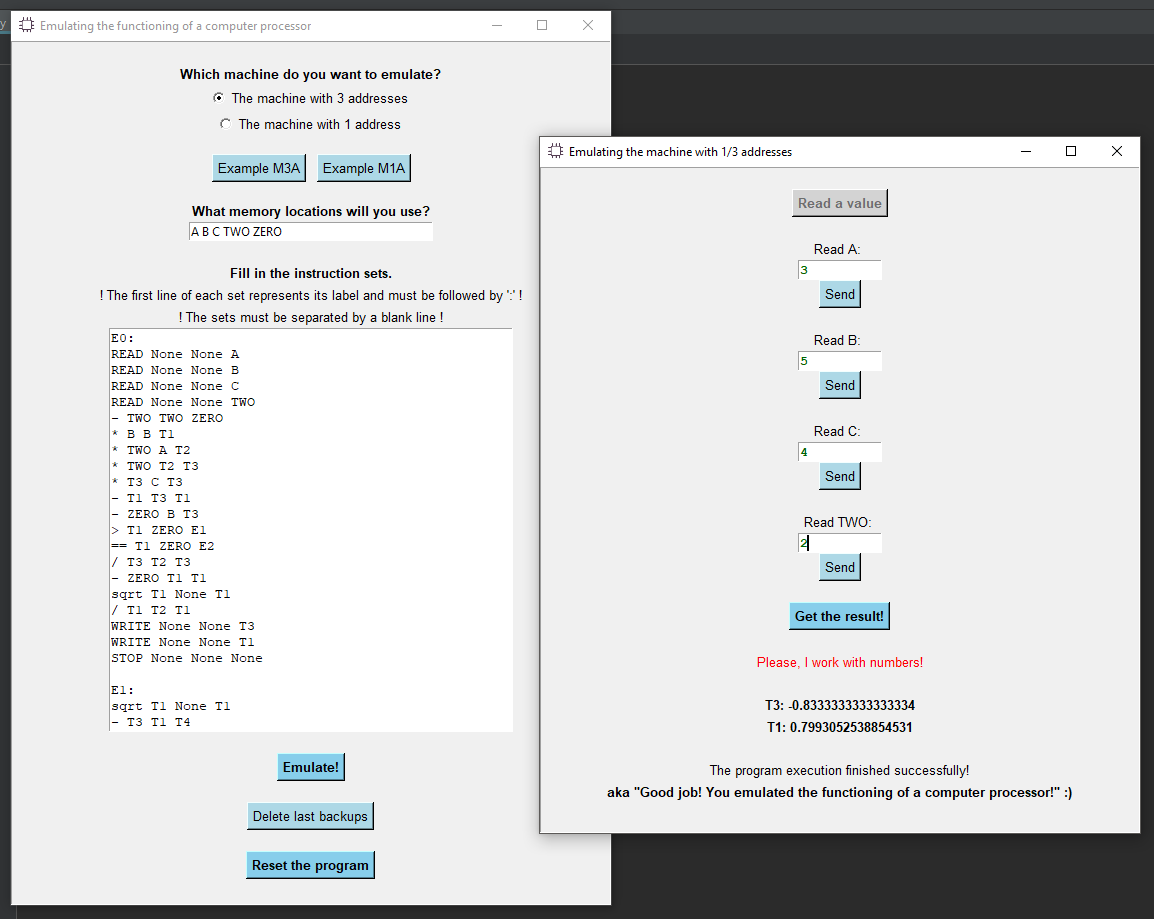 y
Emulating the functioning of a computer processor
Which machine do you want to emulate?
The machine with 3 addresses
The machine with 1 address
Example M3A Example M1A
What memory locations will you use?
A B C TWO ZERO
Fill in the instruction sets.
! The first line of each set represents its label and must be followed by ':' !
! The sets must be separated by a blank line !
E0:
READ None None A
READ None None B
READ None None C
READ None None TWO
- TWO TWO ZERO
* B B T1
* TWO A T2
* TWO T2 T3
* T3 C T3
- T1 T3 T1
- ZERO B T3
> T1 ZERO E1
== T1 ZERO E2
/ T3 T2 T3
- ZERO T1 T1
sqrt T1 None T1
/ T1 T2 T1
WRITE None None T3
WRITE None None T1
STOP None None None
E1:
sqrt T1 None T1
- T3 T1 T4
Emulate!
Delete last backups
Reset the program
Emulating the machine with 1/3 addresses
Read a value
Read A:
3
Send
Read B:
5
Send
Read C:
4
Send
Read TWO:
2
Send
Get the result!
Please, I work with numbers!
T3: -0.8333333333333334
T1: 0.7993052538854531
The program execution finished successfully!
aka "Good job! You emulated the functioning of a computer processor!" :)